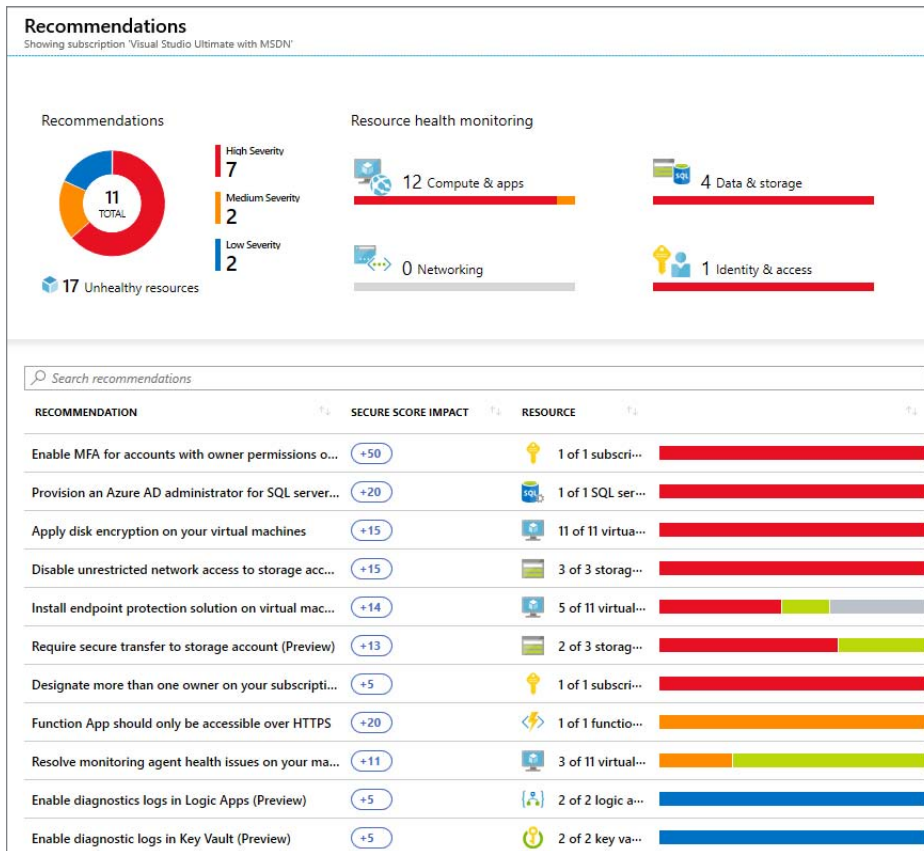 Recommendations
Showing subscription 'Visual Studio Ultimate with MSDN'
Recommendations
11
TOTAL
High Severity
7
Medium Severity
2
Low Severity
2
17 Unhealthy resources
Resource health monitoring
12 Compute & apps
SQL
4 Data & storage
0 Networking
1 Identity & access
Search recommendations
RECOMMENDATION SECURE SCORE IMPACT RESOURCE
Enable MFA for accounts with owner permissions o... +50 1 of 1 subscri...
Provision an Azure AD administrator for SQL server... +20 SQL 1 of 1 SQL ser...
Apply disk encryption on your virtual machines +15 11 of 11 virtua...
Disable unrestricted network access to storage acc... +15 3 of 3 storag...
Install endpoint protection solution on virtual mac... +14 5 of 11 virtual...
Require secure transfer to storage account (Preview) +13 2 of 3 storag...
Designate more than one owner on your subscripti... +5 1 of 1 subscri...
Function App should only be accessible over HTTPS +20 1 of 1 functio...
Resolve monitoring agent health issues on your ma... +11 3 of 11 virtual...
Enable diagnostics logs in Logic Apps (Preview) +5 2 of 2 logic a...
Enable diagnostic logs in Key Vault (Preview) +5 2 of 2 key va...